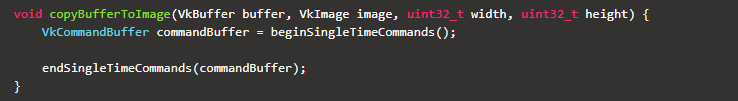 void copyBufferToImage(VkBuffer buffer, VkImage image, uint32_t width, uint32_t height) {
    VkCommandBuffer commandBuffer = beginSingleTimeCommands();

    endSingleTimeCommands(commandBuffer);
}